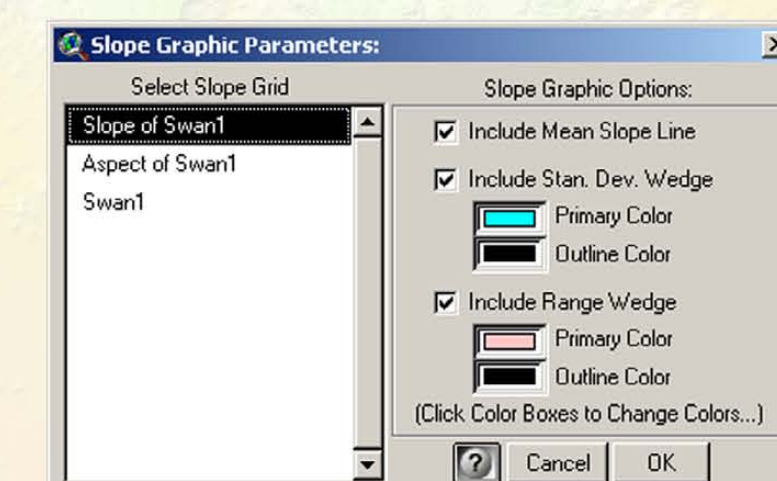 Slope Graphic Parameters:
Select Slope Grid
Slope of Swan1
Aspect of Swan1
Swan1
Slope Graphic Options:
Include Mean Slope Line
Include Stan. Dev. Wedge
Primary Color
Outline Color
Include Range Wedge
Primary Color
Outline Color
(Click Color Boxes to Change Colors...)
? Cancel OK